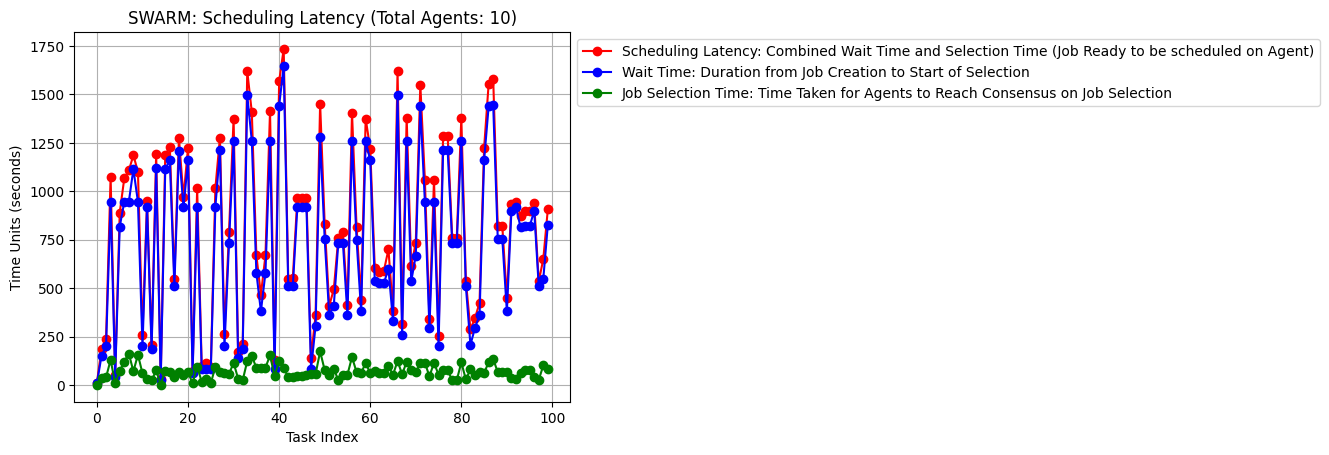 SWARM: Scheduling Latency (Total Agents: 10)
Scheduling Latency: Combined Wait Time and Selection Time (Job Ready to be scheduled on Agent)
Wait Time: Duration from Job Creation to Start of Selection
Job Selection Time: Time Taken for Agents to Reach Consensus on Job Selection
Time Units (seconds)
1750
1500
1250
1000
750
500
250
0
0 20 40 60 80 100
Task Index